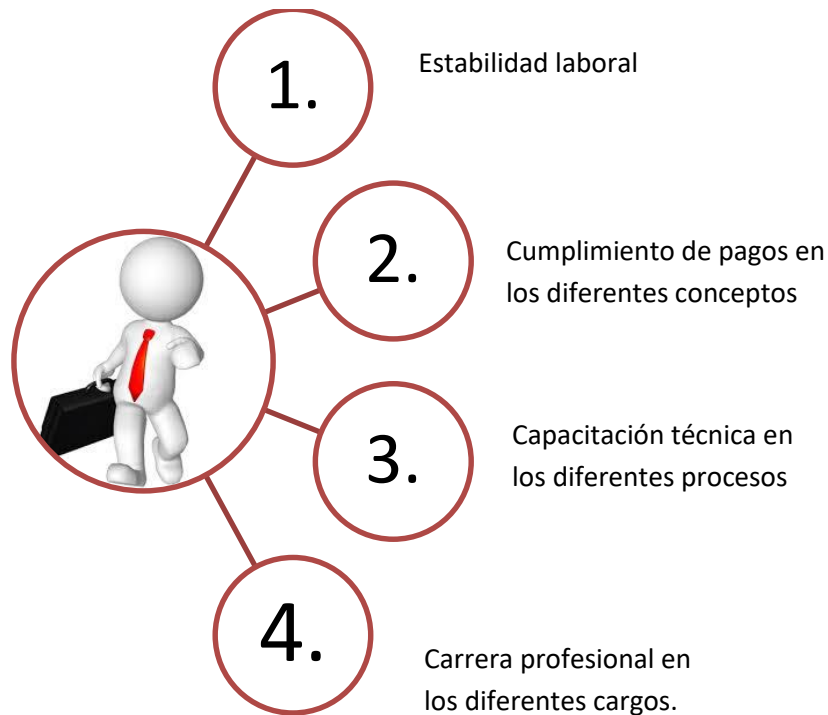 1.
Estabilidad laboral
2.
Cumplimiento de pagos en
los diferentes conceptos
3.
Capacitación técnica en
los diferentes procesos
4.
Carrera profesional en
los diferentes cargos.